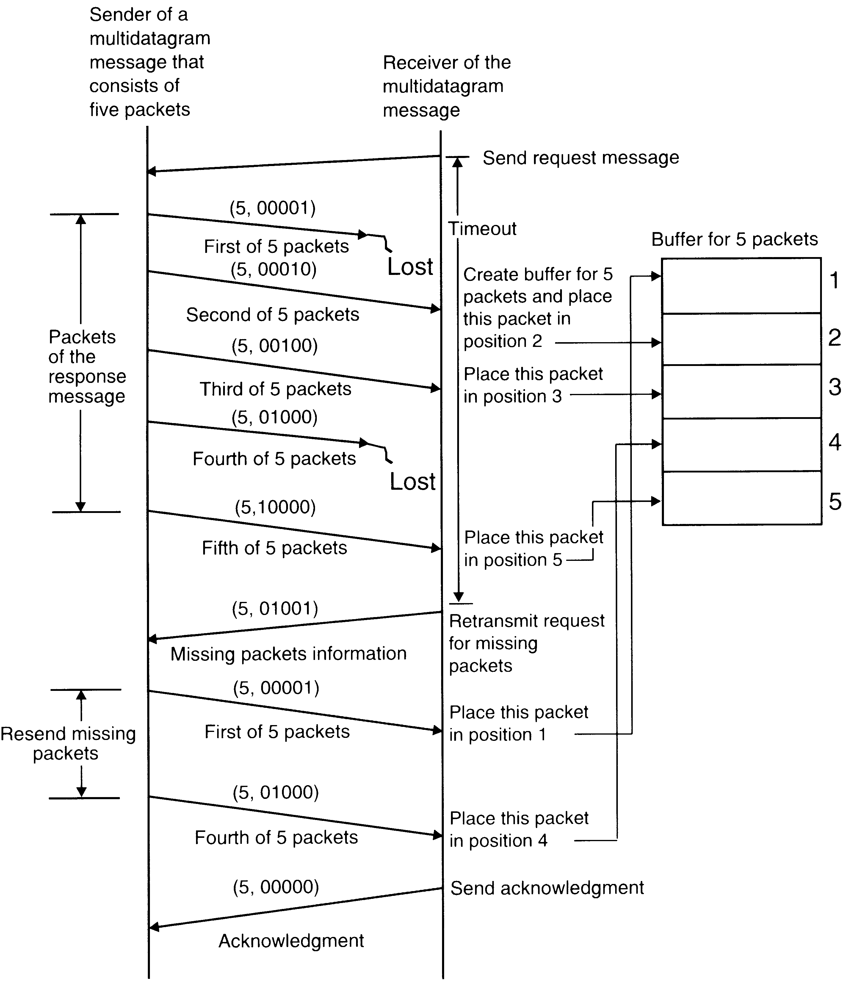 Sender of a
multidatagram
message that
consists of
five packets
Receiver of the
multidatagram
message
Send request message
(5, 00001)
Timeout
First of 5 packets
Lost
Buffer for 5 packets
(5, 00010)
Create buffer for 5
packets and place
this packet in
position 2
1
2
3
4
5
Second of 5 packets
Packets
of the
response
message
(5, 00100)
Place this packet
in position 3
Third of 5 packets
(5, 01000)
Fourth of 5 packets
Lost
(5,10000)
Place this packet
in position 5
Fifth of 5 packets
(5, 01001)
Retransmit request
for missing
packets
Missing packets information
(5, 00001)
Place this packet
in position 1
First of 5 packets
Resend missing
packets
(5, 01000)
Place this packet
in position 4
Fourth of 5 packets
(5, 00000)
Send acknowledgment
Acknowledgment